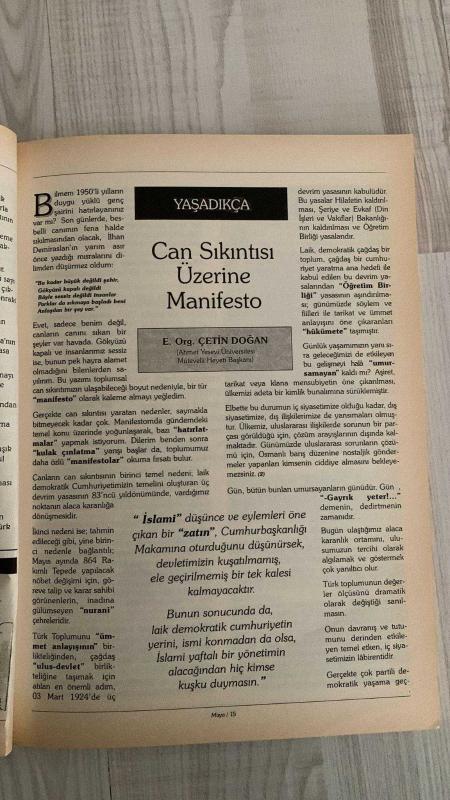 YAŞADIKÇA
Can Sıkıntısı
Üzerine
Manifesto
E. Org. ÇETİN DOĞAN
(Ahmet Yesevi Üniversitesi
Mütevelli Heyeti Başkanı)
Bilmem 1950'li yılların
duygu yüklü genç
şairini hatırlayanınız
var mı? Son günlerde, bes-
belli canımın fena halde
sıkılmasından olacak, İlhan
Demiraslan'ın yarım asır
önce yazdığı mısralarını di-
limden düşürmez oldum:
"Bu kadar büyük değildi şehir,
Gökyüzü kapalı değildi
Böyle sessiz değildi insanlar
Parklar da sıkmaya başladı beni
Anlaşılan bir şey var."
Evet, sadece benim değil,
canların canını sıkan bir
şeyler var havada. Gökyüzü
kapalı ve insanlarımız sessiz
ise, bunun pek hayra alamet
olmadığını bilenlerden sa-
yılırım. Bu yazımı toplumsal
can sıkıntımızın ulaşabileceği boyut nedeniyle, bir tür
"manifesto" olarak kaleme almayı yeğledim.
Gerçekte can sıkıntısı yaratan nedenler, saymakla
bitmeyecek kadar çok. Manifestomda gündemdeki
temel konu üzerinde yoğunlaşarak, bazı "hatırlat-
malar" yapmak istiyorum. Dilerim benden sonra
"kulak çınlatma" yarışı başlar da, toplumumuz
daha özlü "manifestolar" okuma fırsatı bulur.
Canların can sıkıntısının birinci temel nedeni; laik
demokratik Cumhuriyetimizin temelini oluşturan üç
devrim yasasının 83'ncü yıldönümünde, vardığımız
noktanın alaca karanlığa
dönüşmesidir.
İkinci nedeni ise; tahmin
edileceği gibi, yine birin-
ci nedenle bağlantılı;
Mayıs ayında 864 Ra-
kımlı Tepede yapılacak
nöbet değişimi için, gö-
reve talip ve karar sahibi
görünenlerin, inadına
gülümseyen "nurani"
çehreleridir.
Türk Toplumunu "üm-
met anlayışının" bir-
likteliğinden, çağdaş
"ulus-devlet" birlik-
teliğine taşımak için
atılan en önemli adım,
03 Mart 1924'de üç
" İslami" düşünce ve eylemleri öne
çıkan bir "zatın", Cumhurbaşkanlığı
Makamına oturduğunu düşünürsek,
devletimizin kuşatılmamış,
ele geçirilmemiş bir tek kalesi
kalmayacaktır.
Bunun sonucunda da,
laik demokratik cumhuriyetin
yerini, ismi konmadan da olsa,
İslami yaftalı bir yönetimin
alacağından hiç kimse
kuşku duymasın."
devrim yasasının kabulüdür.
Bu yasalar Hilafetin kaldırıl-
ması, Şeriye ve Evkaf (Din
İşleri ve Vakıflar) Bakanlığı-
nın kaldırılması ve Öğretim
Birliği yasalarıdır.
Laik, demokratik çağdaş bir
toplum, çağdaş bir cumhu-
riyet yaratma ana hedefi ile
kabul edilen bu devrim ya-
salarından "Öğretim Bir-
liği" yasasının aşındırılma-
sı; günümüzde söylem ve
fiilleri ile tarikat ve ümmet
anlayışını öne çıkaranları
"hükümete" taşımıştır.
Günlük yaşamımızın yanı sı-
ra geleceğimizi de etkileyen
bu gelişmeyi hala "umur-
samayan" kaldı mı? Aşiret,
tarikat veya klana mensubiyetin öne çıkarılması,
ülkemizi adeta bir kimlik bunalımına sürüklemiştir.
Elbette bu durumun iç siyasetimize olduğu kadar, dış
siyasetimize, dış ilişkilerimize de yansımaları olmuş-
tur. Ülkemiz, uluslararası ilişkilerde sorunun bir par-
çası görüldüğü için, çözüm arayışlarının dışında kal-
maktadır. Günümüzde uluslararası sorunların çözü-
mü için, Osmanlı barış düzenine nostaljik gönder-
meler yapanları kimsenin ciddiye almasını bekleye-
mezsiniz.
Gün, bütün bunları umursayanların günüdür. Gün
"-Gayrık yeter!..."
demenin, dedirtmenin
zamanıdır.
Bugün ulaştığımız alaca
karanlık ortamını, ulu-
sumuzun tercihi olarak
algılamak ve göstermek
çok yanıltıcı olur.
Türk toplumunun değer-
ler ölçüsünü dramatik
olarak değiştiği sanıl-
masın.
Onun davranış ve tutu-
munu derinden etkile-
yen temel etken, iç siya-
setimizin labirentidir.
Gerçekte çok partili de-
mokratik yaşama geç-
Mayıs / 15